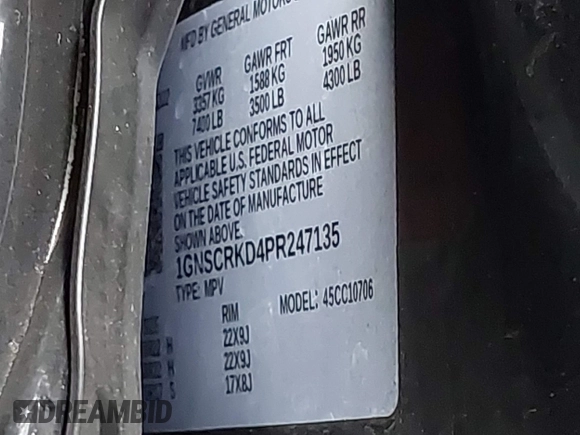 MFD BY GENERAL MOTORS
GVWR GAWR FRT GAWR RR
3357 KG 1588 KG 1950 KG
7400 LB 3500 LB 4300 LB
THIS VEHICLE CONFORMS TO ALL
APPLICABLE U.S. FEDERAL MOTOR
VEHICLE SAFETY STANDARDS IN EFFECT
ON THE DATE OF MANUFACTURE
SHOWN ABOVE.
1GNSCRKD4PR247135
TYPE: MPV MODEL: 45CC10706
RIM
H 22X9J
H 22X9J
S 17X8J
DREAMBID